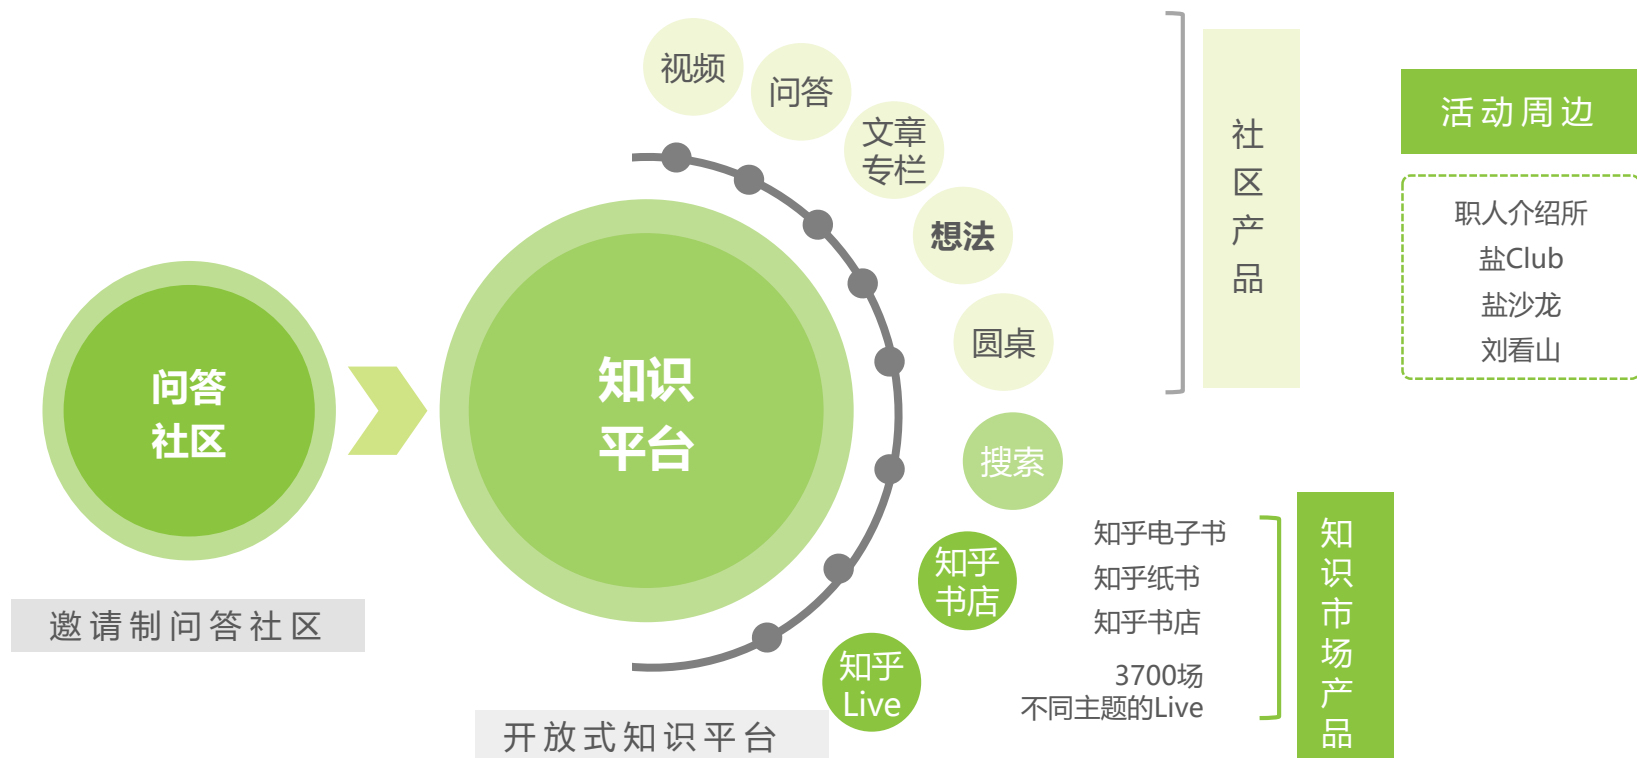 问答
社区
邀请制问答社区
知识
平台
开放式知识平台
视频
问答
文章
专栏
想法
圆桌
搜索
知乎
书店
知乎
Live
社
区
产
品
知乎电子书
知乎纸书
知乎书店
3700场
不同主题的Live
知
识
市
场
产
品
活动周边
职人介绍所
盐Club
盐沙龙
刘看山